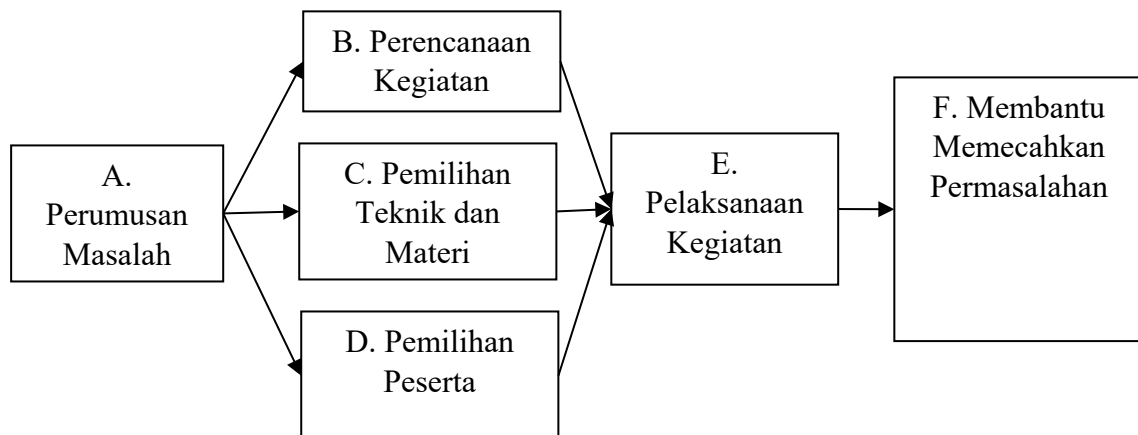 A.
Perumusan
Masalah
B. Perencanaan
Kegiatan
C. Pemilihan
Teknik dan
Materi
D. Pemilihan
Peserta
E.
Pelaksanaan
Kegiatan
F. Membantu
Memecahkan
Permasalahan